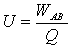 U = W_AB / Q